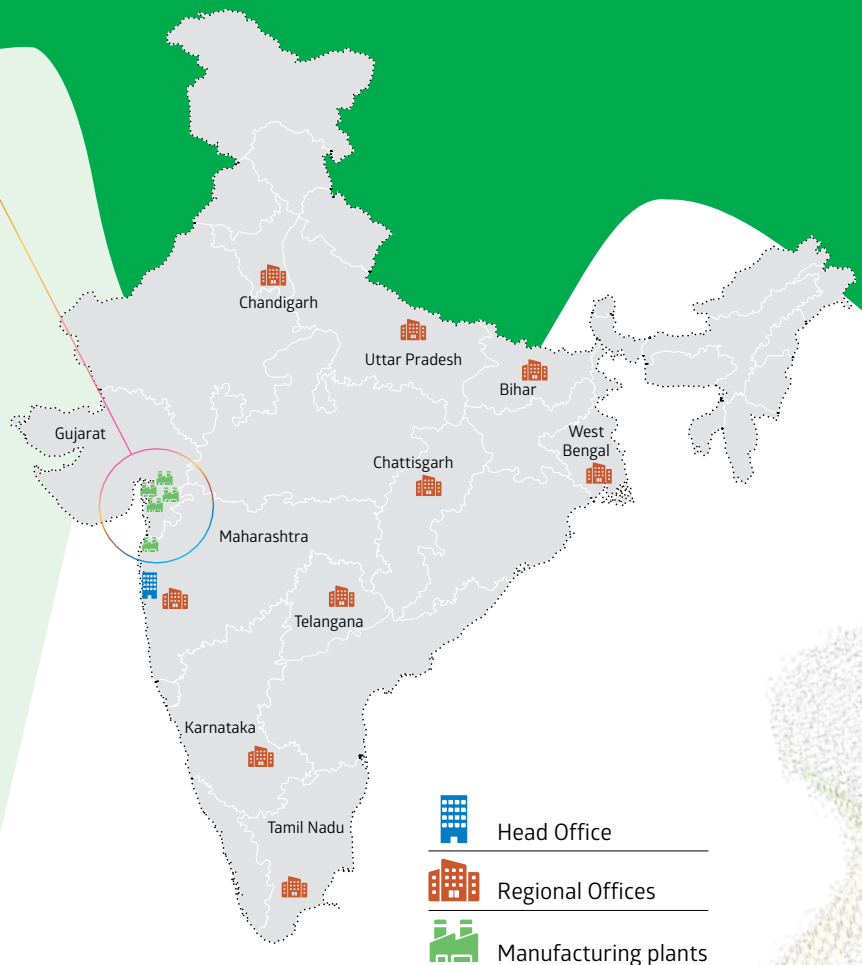 Chandigarh
Uttar Pradesh
Bihar
Gujarat
West
Bengal
Chattisgarh
Maharashtra
Telangana
Karnataka
Tamil Nadu
Head Office
Regional Offices
Manufacturing plants